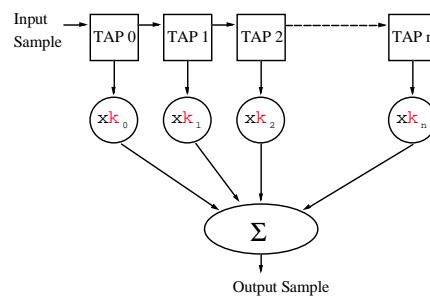 Input
Sample
TAP 0 TAP 1 TAP 2 TAP n
xk₀ xk₁ xk₂ xkₙ
Σ
Output Sample